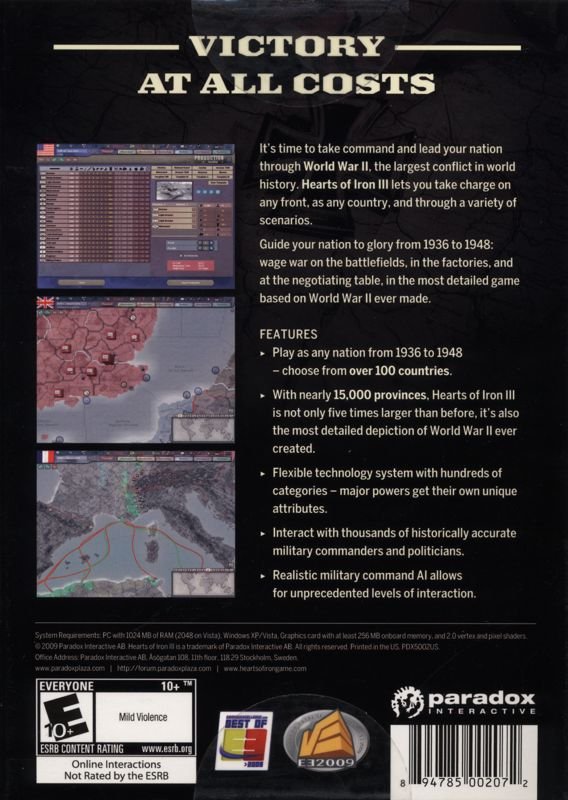 VICTORY
AT ALL COSTS
It's time to take command and lead your nation
through World War II, the largest conflict in world
history. Hearts of Iron III lets you take charge on
any front, as any country, and through a variety of
scenarios.
Guide your nation to glory from 1936 to 1948:
wage war on the battlefields, in the factories, and
at the negotiating table, in the most detailed game
based on World War II ever made.
PRODUCTION
FEATURES
▸ Play as any nation from 1936 to 1948
– choose from over 100 countries.
▸ With nearly 15,000 provinces, Hearts of Iron III
is not only five times larger than before, it's also
the most detailed depiction of World War II ever
created.
▸ Flexible technology system with hundreds of
categories – major powers get their own unique
attributes.
▸ Interact with thousands of historically accurate
military commanders and politicians.
▸ Realistic military command AI allows
for unprecedented levels of interaction.
System Requirements: PC with 1024 MB of RAM (2048 on Vista), Windows XP/Vista, Graphics card with at least 256 MB onboard memory, and 2.0 vertex and pixel shaders.
© 2009 Paradox Interactive AB. Hearts of Iron III is a trademark of Paradox Interactive AB. All rights reserved. Printed in the US. PDX5002US.
Office Address: Paradox Interactive AB, Åsögatan 108, 11th floor, 118 29 Stockholm, Sweden.
www.paradoxplaza.com | http://forum.paradoxplaza.com | www.heartsofirongame.com
EVERYONE 10+ ™
E
10+
Mild Violence
ESRB CONTENT RATING www.esrb.org
Online Interactions
Not Rated by the ESRB
BEST OF
E3
2009
E3 2009
paradox
INTERACTIVE
8 94785 00207 2